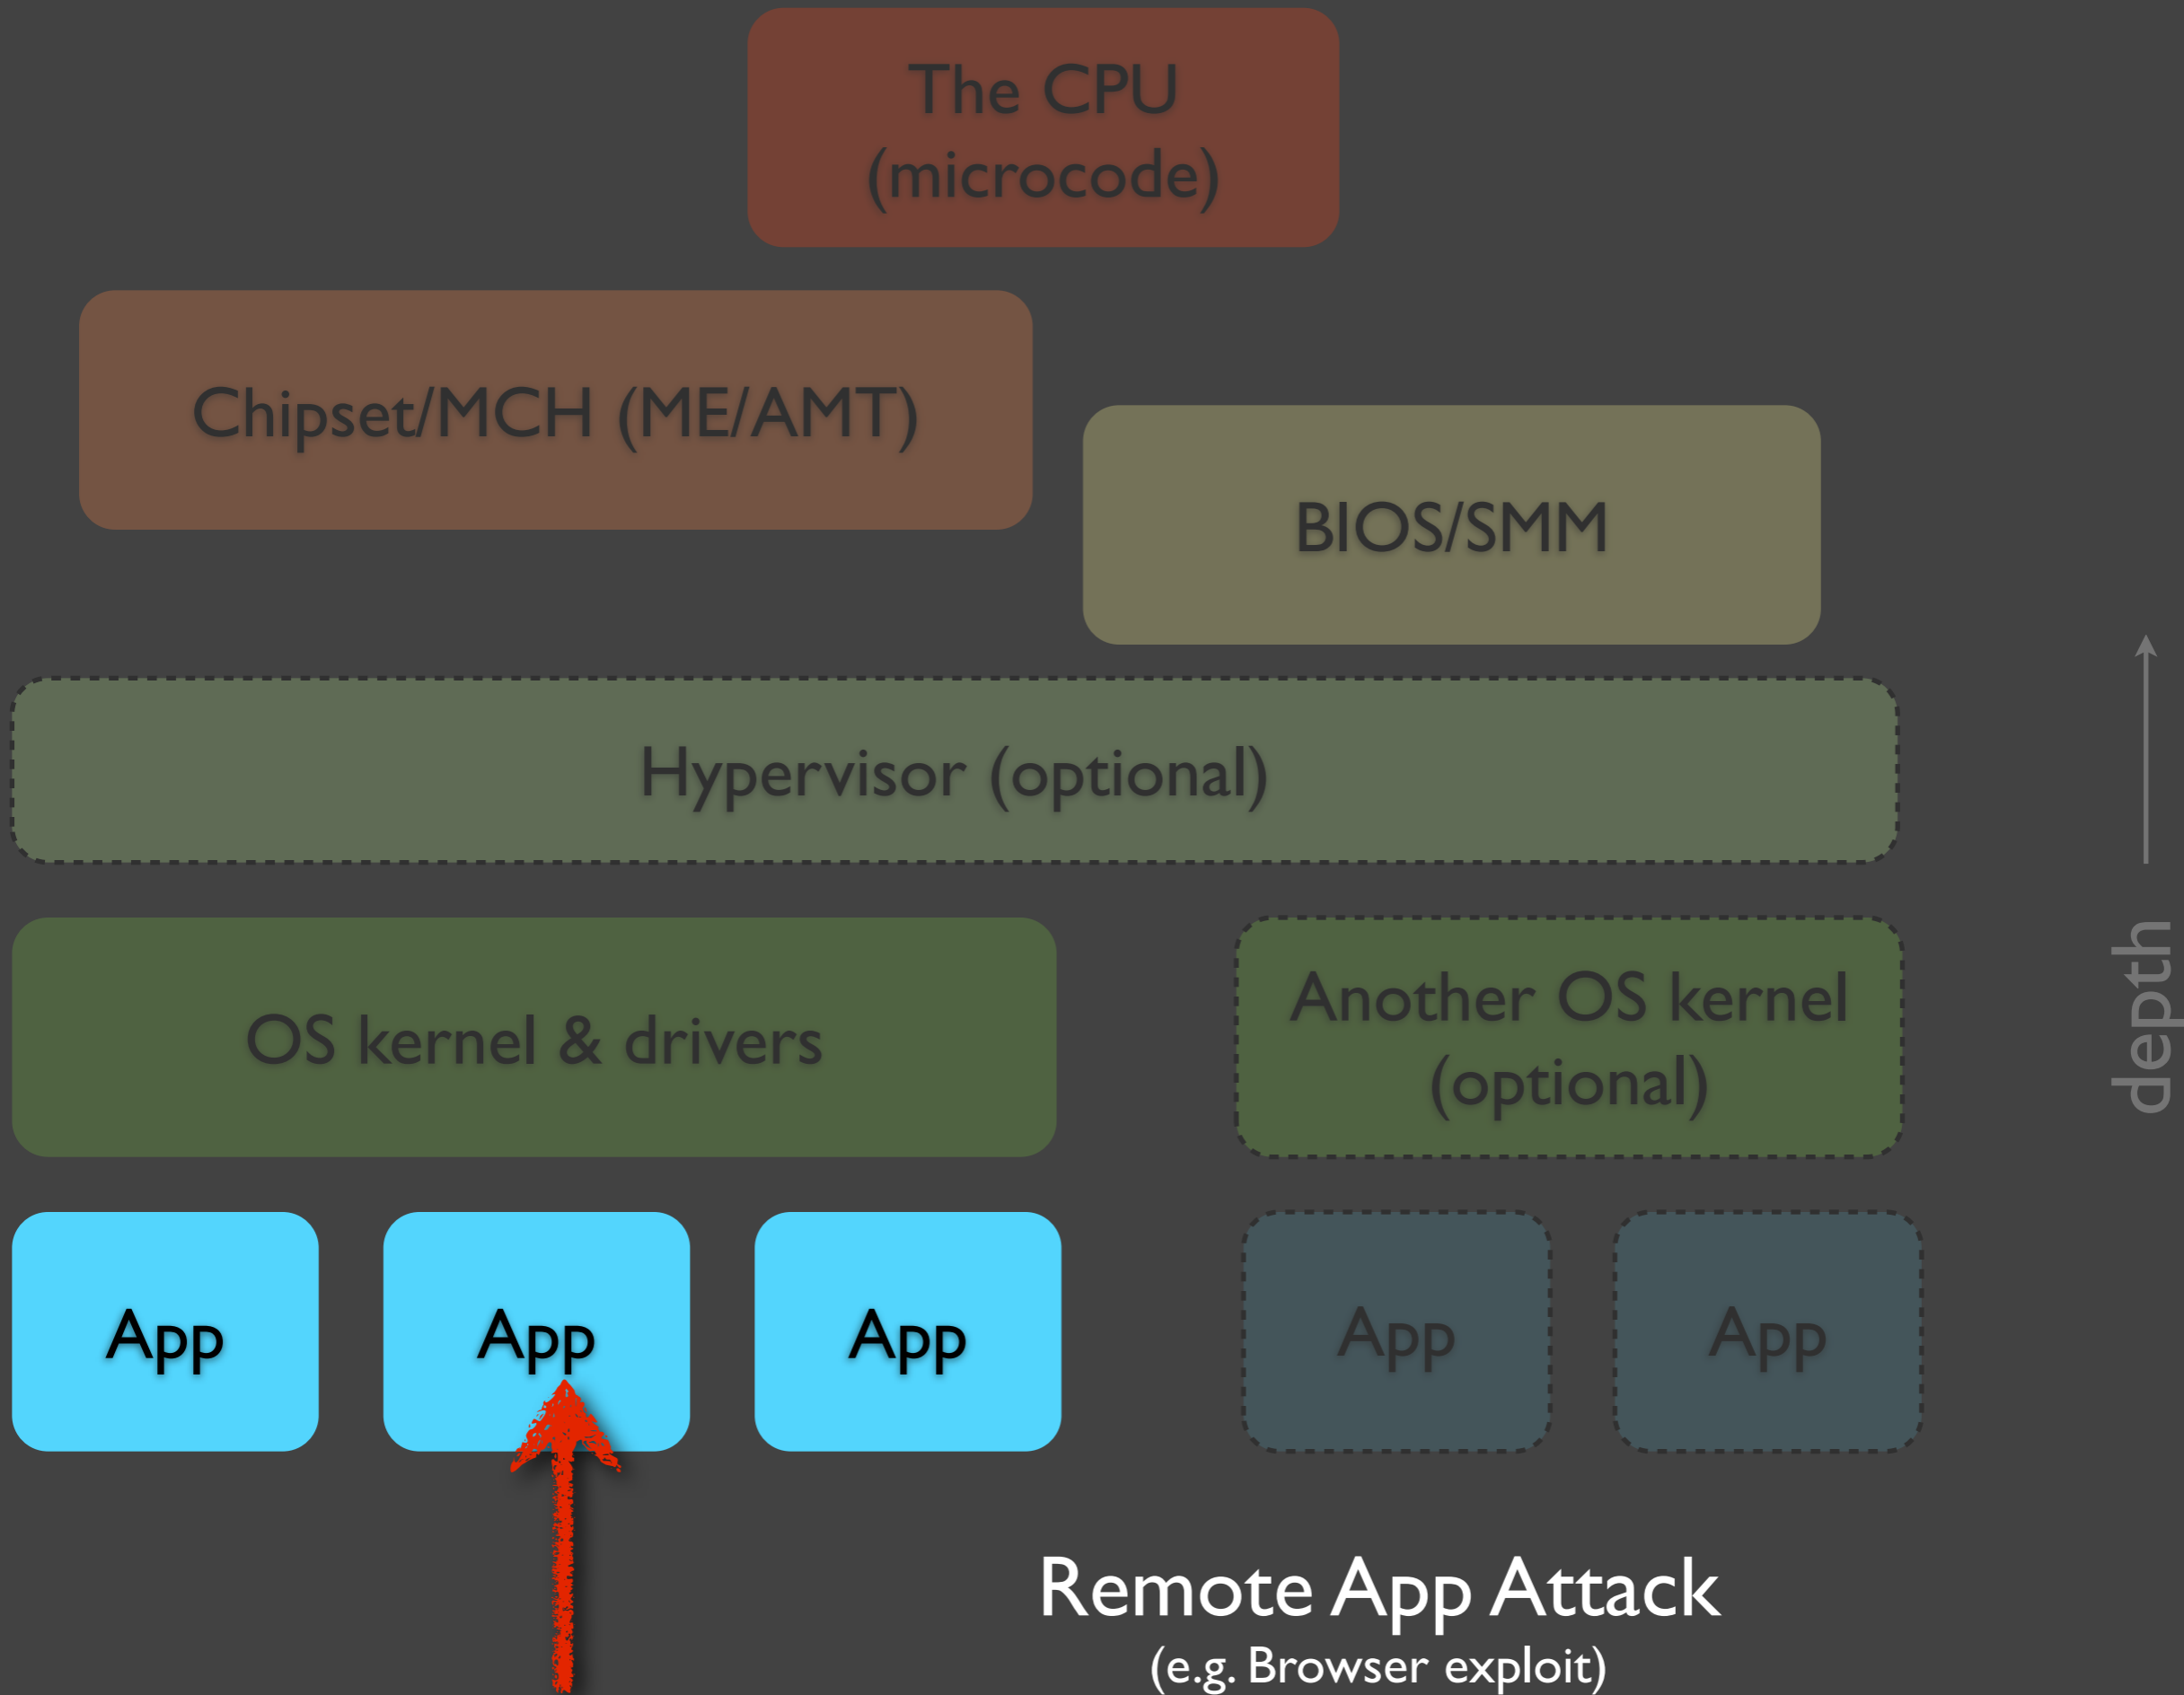 The CPU
(microcode)
Chipset/MCH (ME/AMT)
BIOS/SMM
Hypervisor (optional)
OS kernel & drivers
Another OS kernel
(optional)
depth
App
App
App
App
App
Remote App Attack
(e.g. Browser exploit)